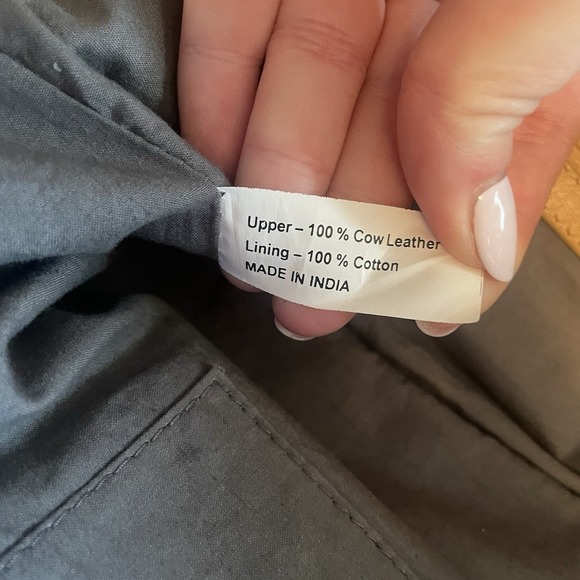 Upper – 100 % Cow Leather
Lining – 100 % Cotton
MADE IN INDIA